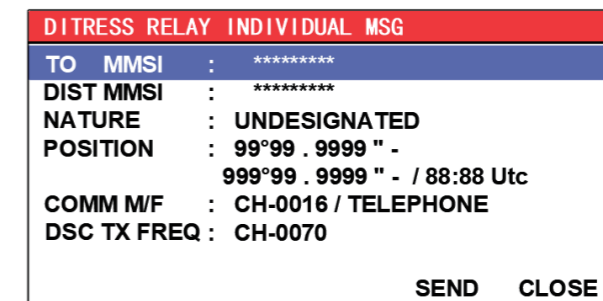 DITRESS RELAY INDIVIDUAL MSG
TO MMSI : *********
DIST MMSI : *********
NATURE : UNDESIGNATED
POSITION : 99°99 . 9999 " -
999°99 . 9999 " - / 88:88 Utc
COMM M/F : CH-0016 / TELEPHONE
DSC TX FREQ : CH-0070
SEND CLOSE